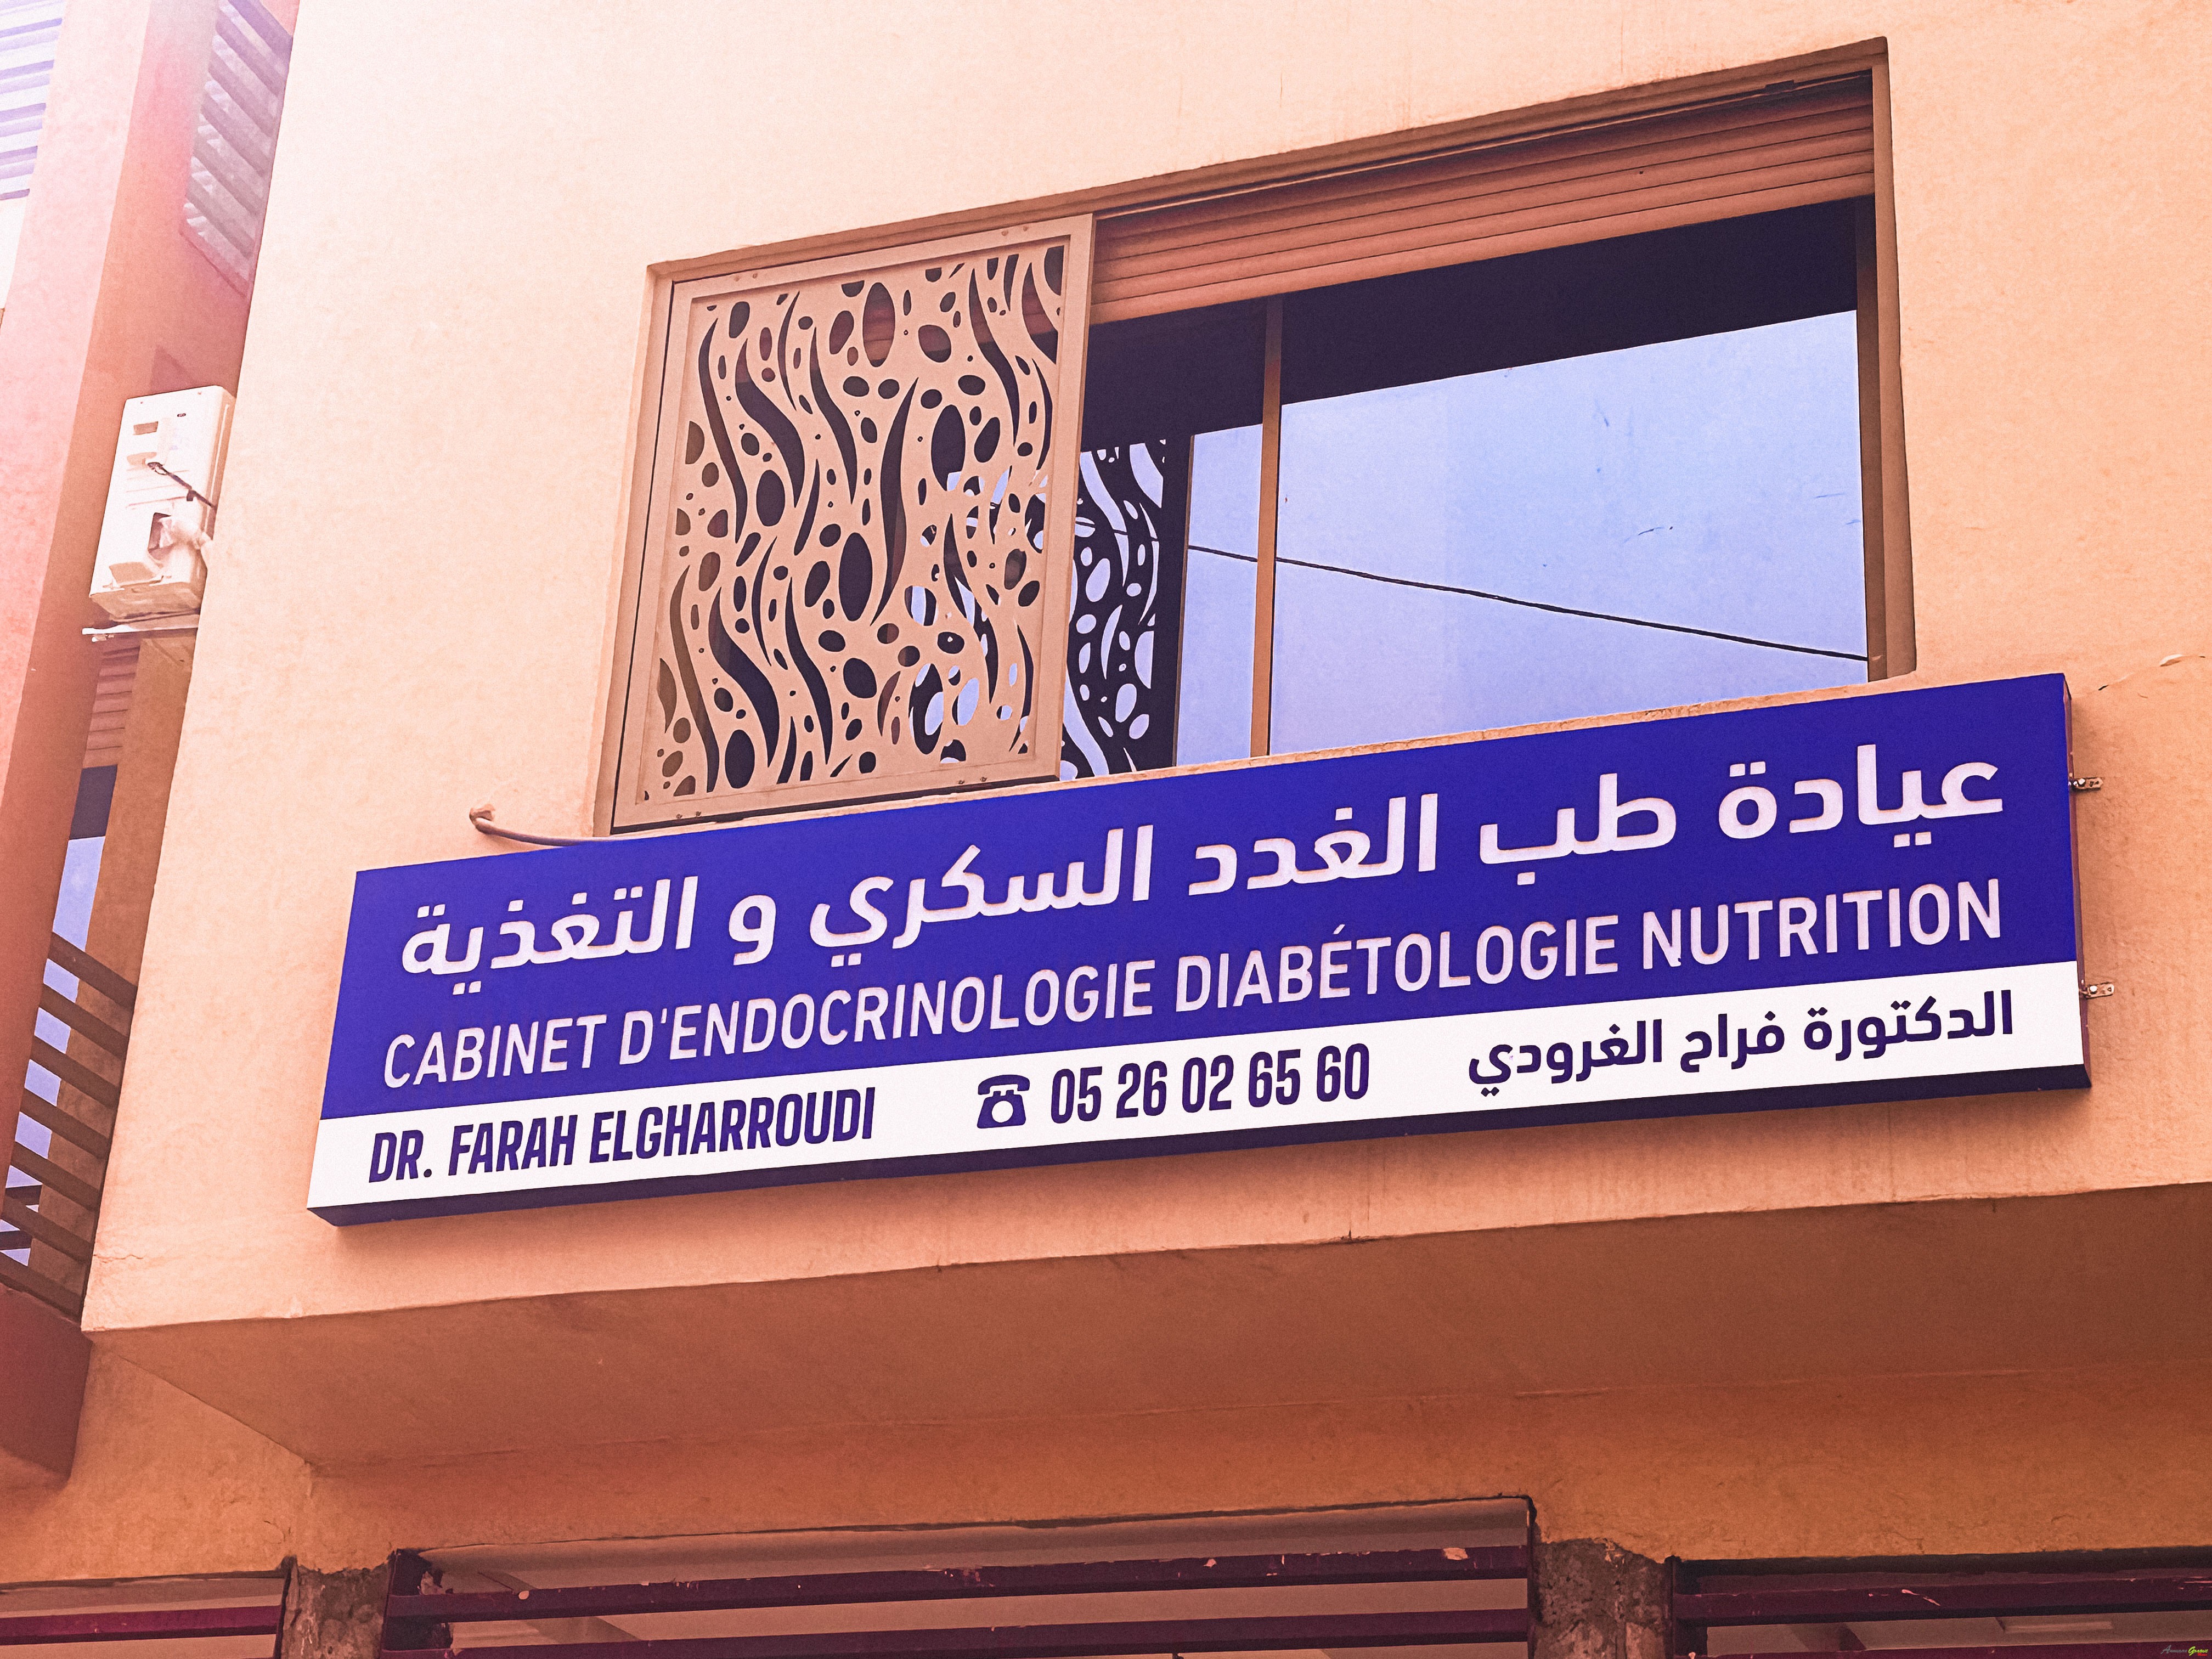 عيادة طب الغدد السكري و التغذية
CABINET D'ENDOCRINOLOGIE DIABÉTOLOGIE NUTRITION
DR. FARAH ELGHARROUDI ☎ 05 26 02 65 60 الدكتورة فراح الغرودي